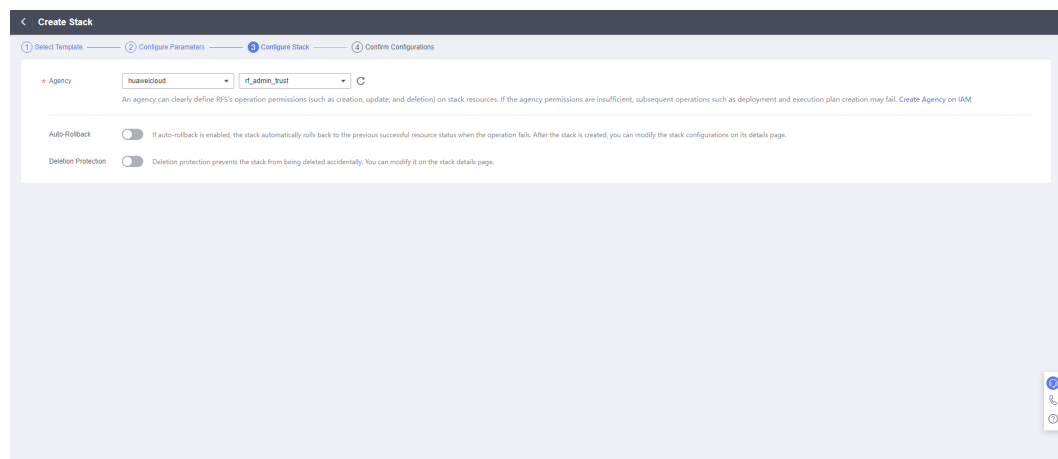 Create Stack
1 Select Template 2 Configure Parameters 3 Configure Stack 4 Confirm Configurations
* Agency huaweicloud rf_admin_trust
An agency can clearly define RFS's operation permissions (such as creation, update, and deletion) on stack resources. If the agency permissions are insufficient, subsequent operations such as deployment and execution plan creation may fail. Create Agency on IAM
Auto-Rollback If auto-rollback is enabled, the stack automatically rolls back to the previous successful resource status when the operation fails. After the stack is created, you can modify the stack configurations on its details page.
Deletion Protection Deletion protection prevents the stack from being deleted accidentally. You can modify it on the stack details page.